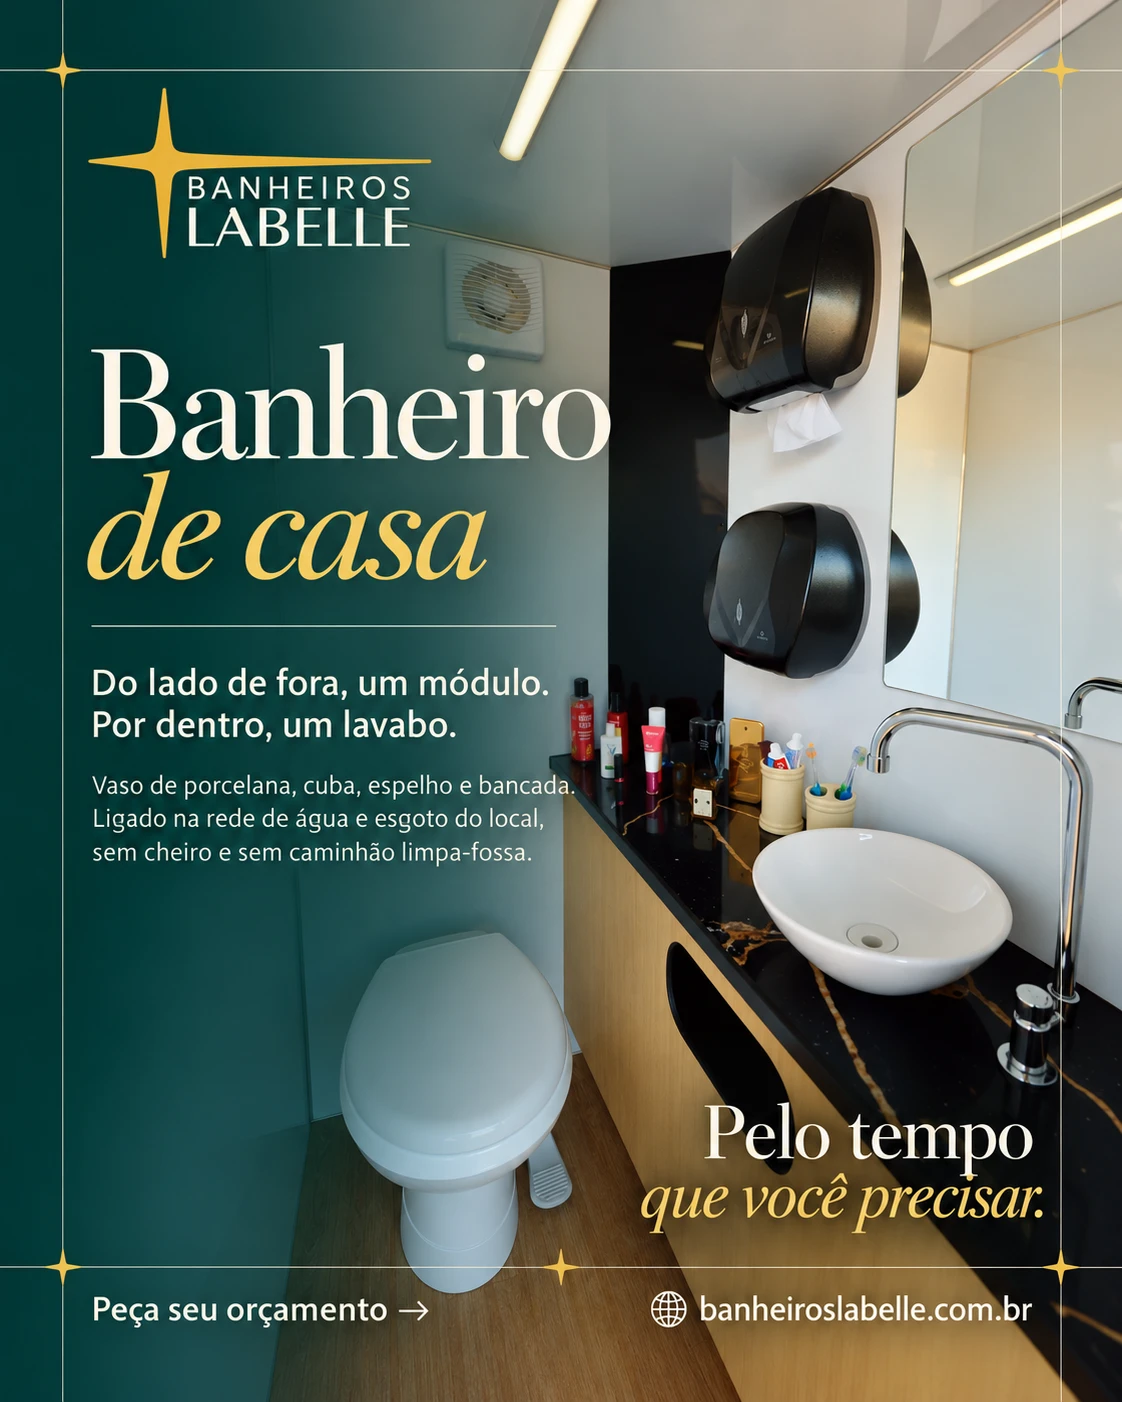 BANHEIROS
LABELLE
Banheiro
de casa
Do lado de fora, um módulo.
Por dentro, um lavabo.
Vaso de porcelana, cuba, espelho e bancada.
Ligado na rede de água e esgoto do local,
sem cheiro e sem caminhão limpa-fossa.
Pelo tempo
que você precisar.
Peça seu orçamento →
banheiroslabelle.com.br